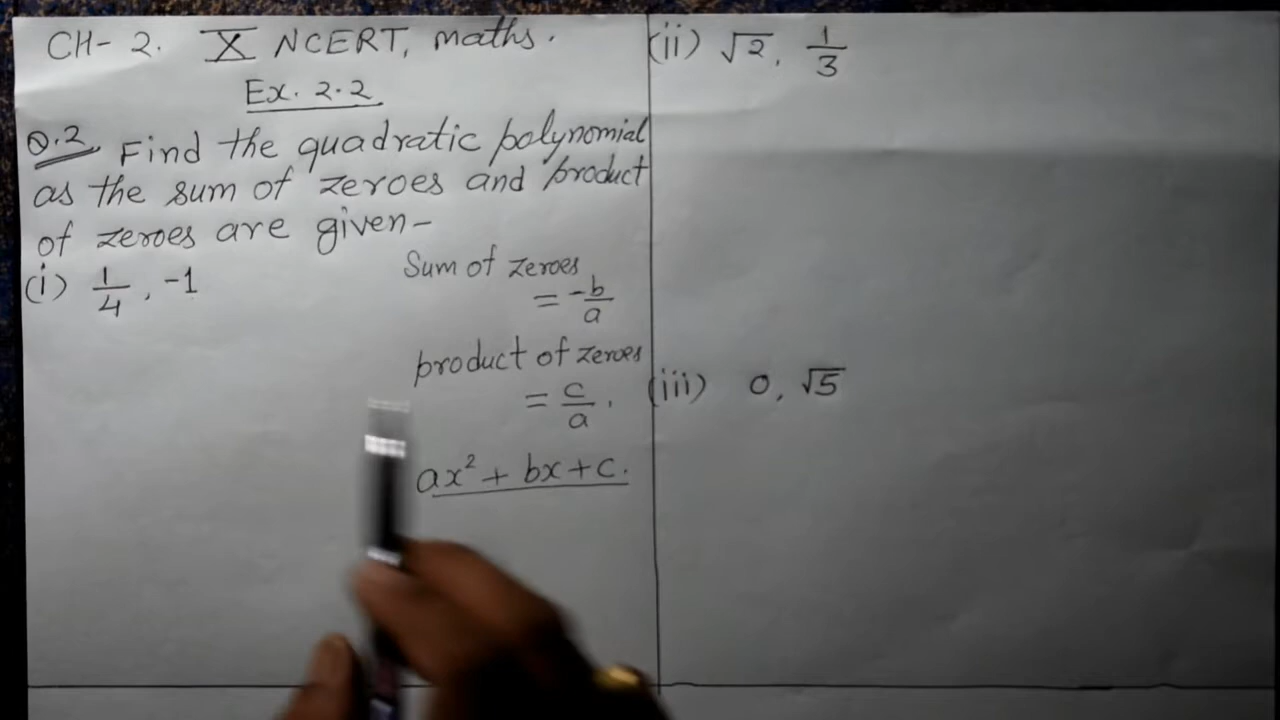 CH- 2. X NCERT, maths.
Ex. 2.2
Q.2. Find the quadratic polynomial
as the sum of zeroes and product
of zeroes are given-
(i) 1/4, -1
Sum of zeroes
= -b/a
product of zeroes
= c/a.
ax² + bx + c.
(ii) √2, 1/3
(iii) 0, √5